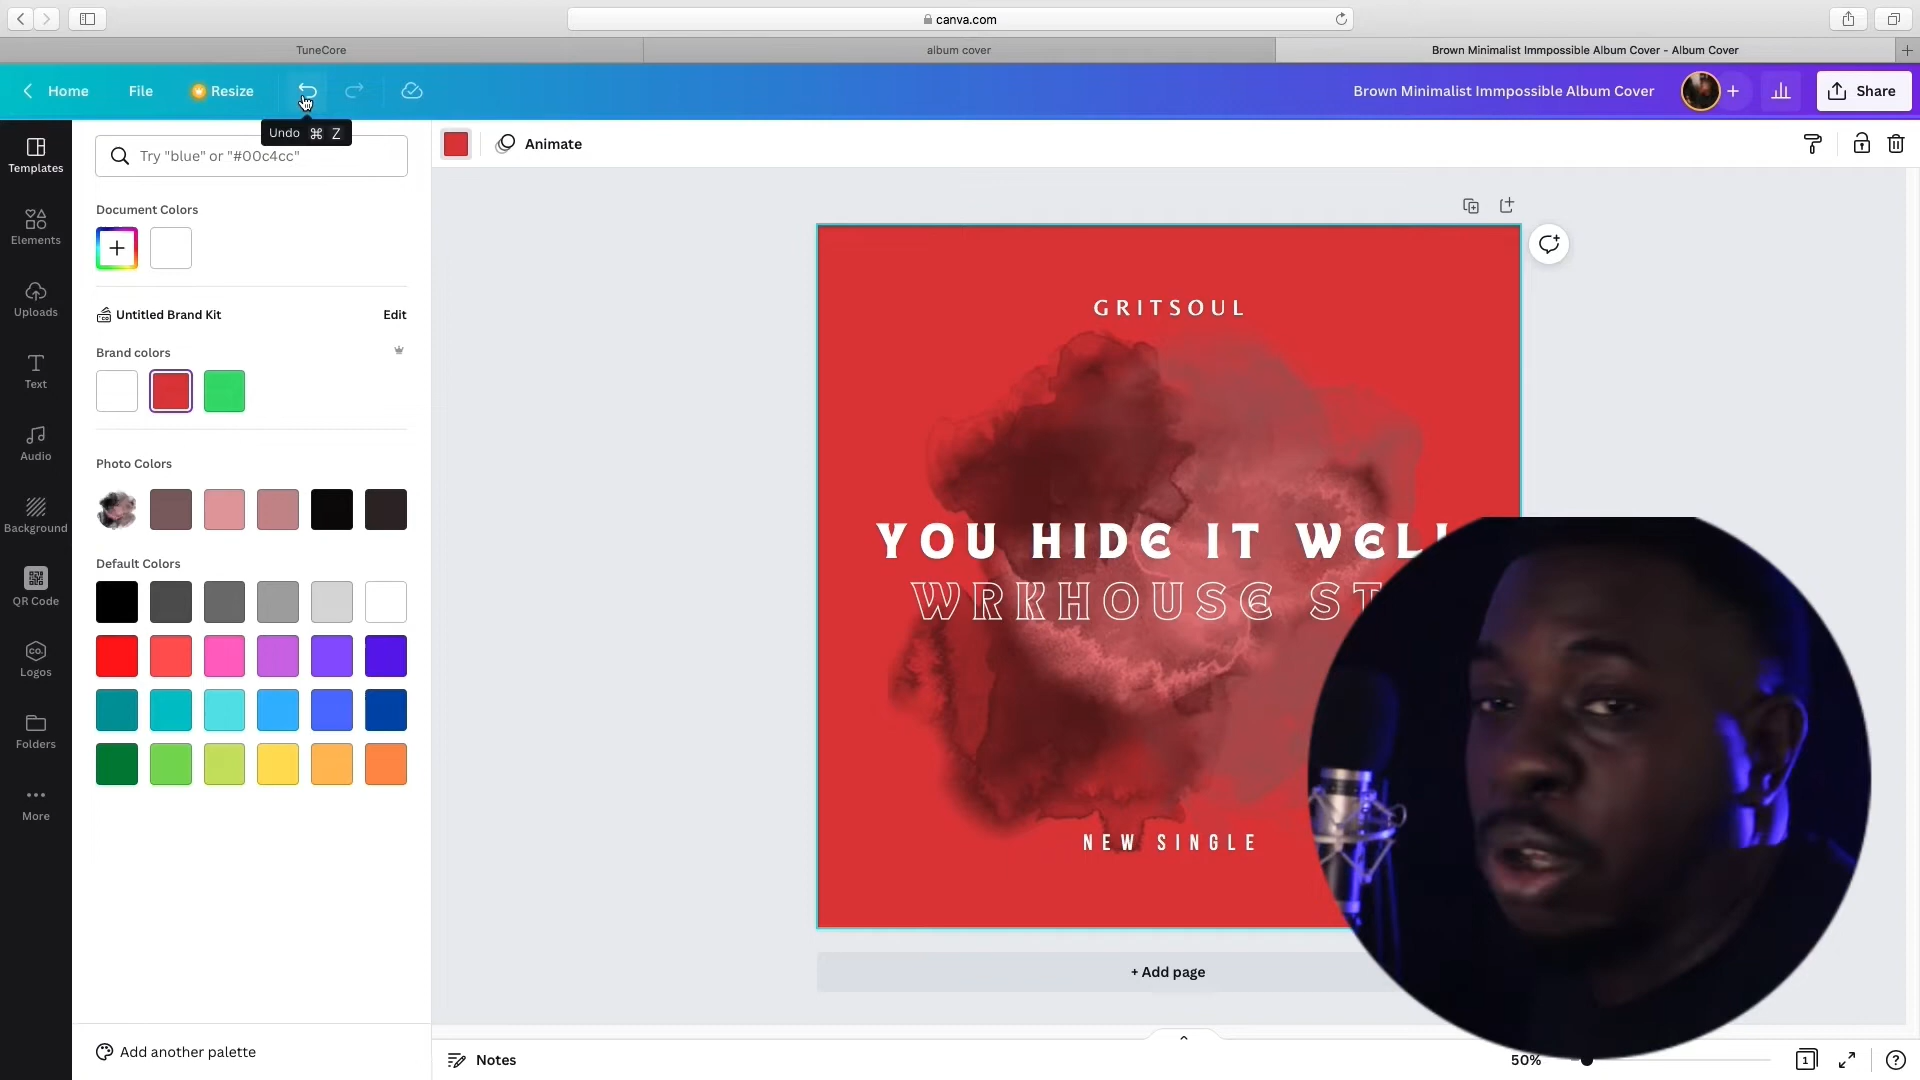 canva.com
TuneCore
album cover
Brown Minimalist Immpossible Album Cover - Album Cover
Home
File
Resize
Brown Minimalist Immpossible Album Cover
Share
Undo ⌘ Z
Templates
Elements
Uploads
Text
Audio
Background
QR Code
CO.
Logos
Folders
More
Try "blue" or "#00c4cc"
Document Colors
Untitled Brand Kit
Edit
Brand colors
Photo Colors
Default Colors
Add another palette
Animate
GRITSOUL
YOU HIDE IT WELL
WRKHOUSE
NEW SINGLE
+ Add page
Notes
50%
1